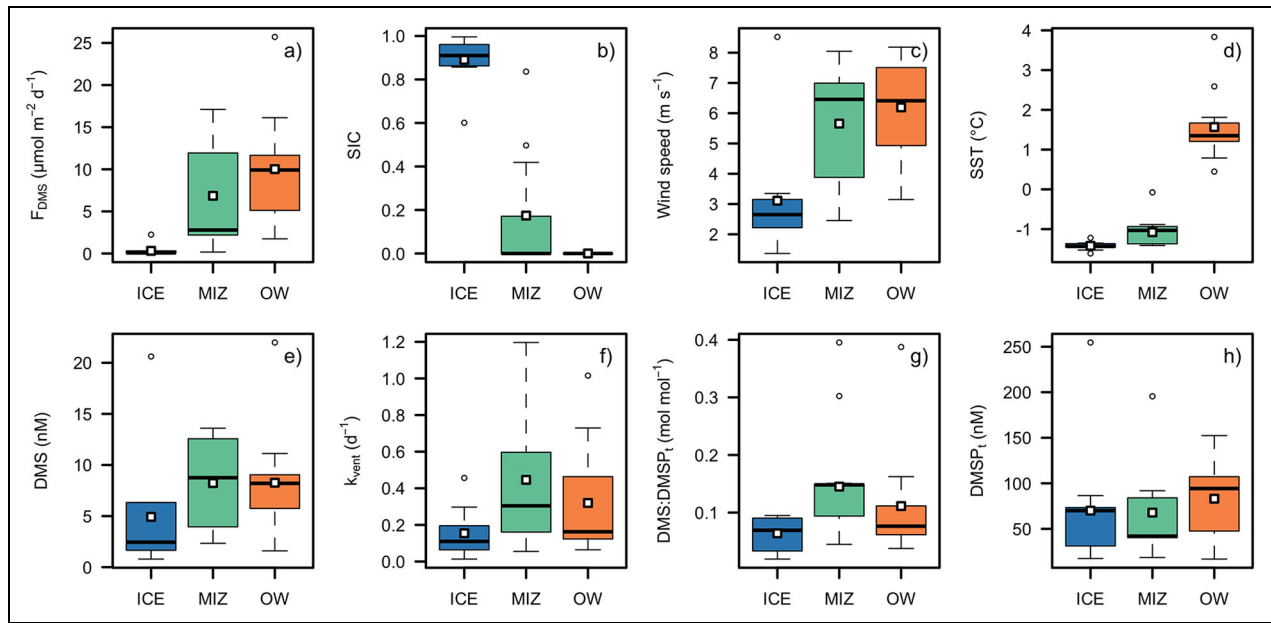 a)
F_DMS (µmol m⁻² d⁻¹)
25
20
15
10
5
0
ICE MIZ OW
b)
SIC
1.0
0.8
0.6
0.4
0.2
0.0
ICE MIZ OW
c)
Wind speed (m s⁻¹)
8
7
6
5
4
3
2
ICE MIZ OW
d)
SST (°C)
4
3
2
1
0
-1
ICE MIZ OW
e)
DMS (nM)
20
15
10
5
0
ICE MIZ OW
f)
k_vent (d⁻¹)
1.2
1.0
0.8
0.6
0.4
0.2
0.0
ICE MIZ OW
g)
DMS:DMSP_t (mol mol⁻¹)
0.4
0.3
0.2
0.1
ICE MIZ OW
h)
DMSP_t (nM)
250
200
150
100
50
ICE MIZ OW